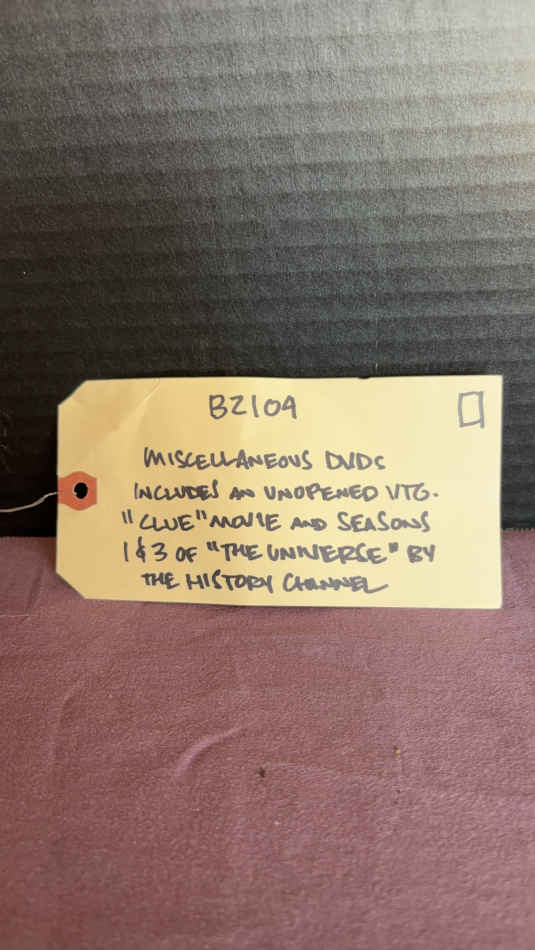 B2104
MISCELLANEOUS DVDS
INCLUDES AN UNOPENED VTG.
"CLUE" MOVIE AND SEASONS
1 & 3 OF "THE UNIVERSE" BY
THE HISTORY CHANNEL